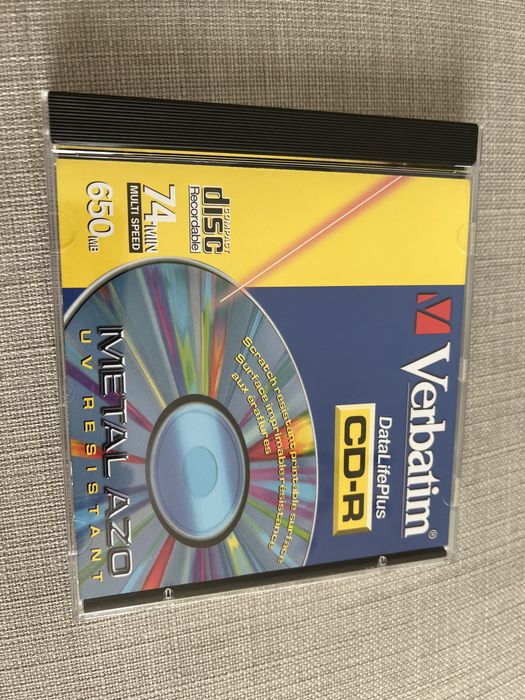 Verbatim®
DataLifePlus
CD-R
Scratch resistant printable surface
Surface imprimable résistance
aux éraflures
COMPACT
disc
Recordable
74 MIN
MULTI SPEED
650 MB
METAL AZO
UV RESISTANT